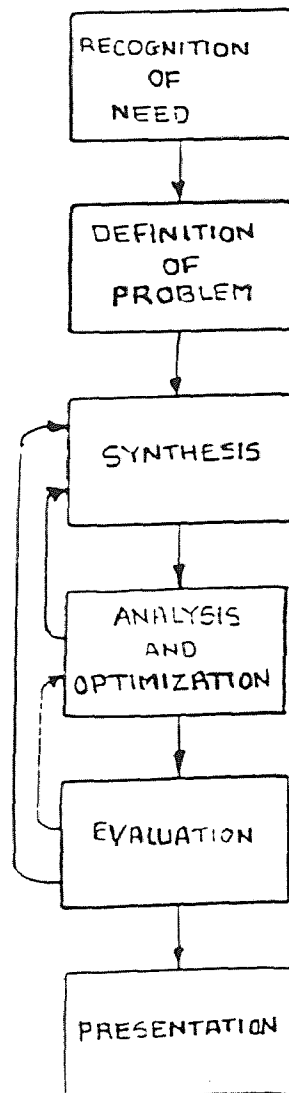 RECOGNITION
OF
NEED
DEFINITION
OF
PROBLEM
SYNTHESIS
ANALYSIS
AND
OPTIMIZATION
EVALUATION
PRESENTATION